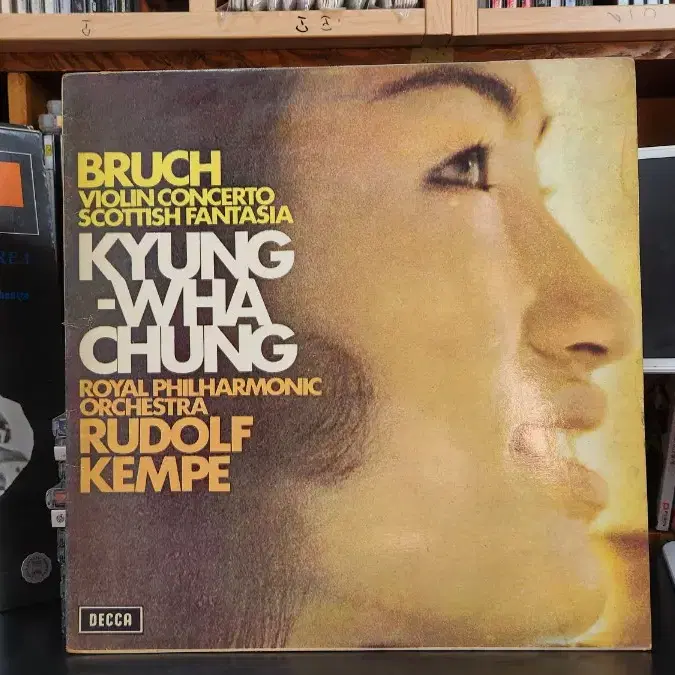 BRUCH
VIOLIN CONCERTO
SCOTTISH FANTASIA
KYUNG
-WHA
CHUNG
ROYAL PHILHARMONIC
ORCHESTRA
RUDOLF
KEMPE
DECCA